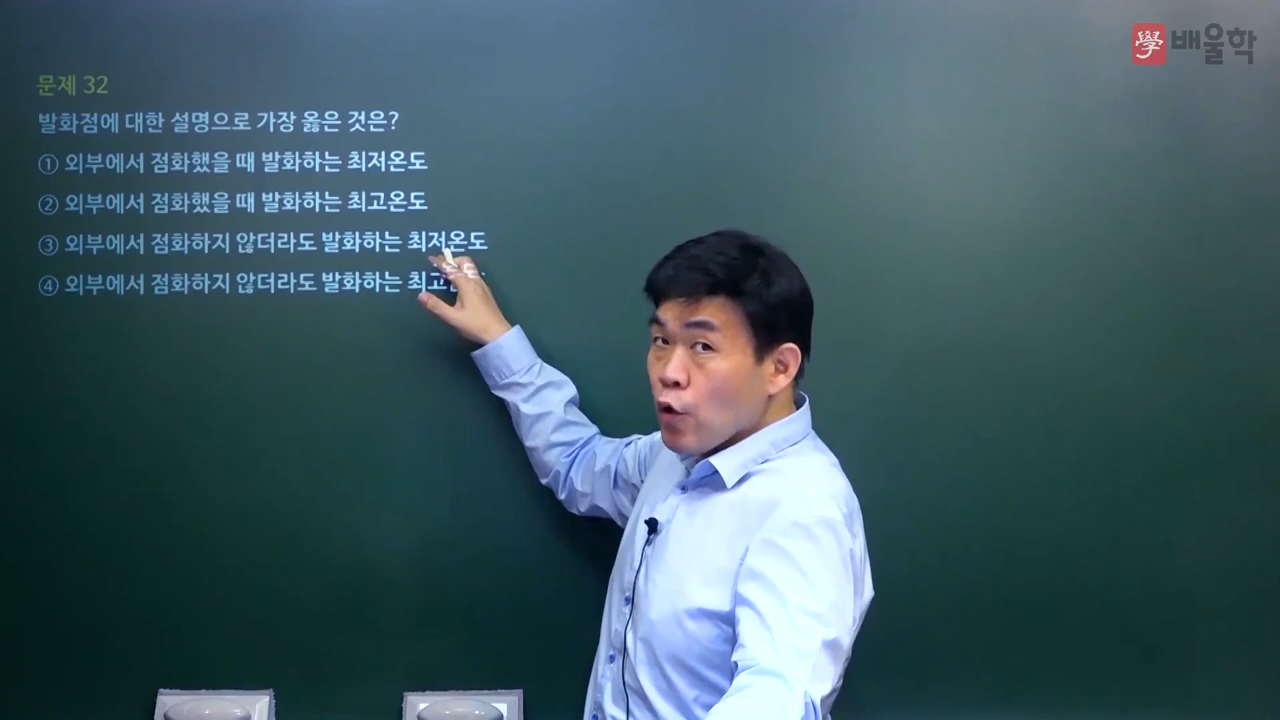 學 배울학
문제 32
발화점에 대한 설명으로 가장 옳은 것은?
① 외부에서 점화했을 때 발화하는 최저온도
② 외부에서 점화했을 때 발화하는 최고온도
③ 외부에서 점화하지 않더라도 발화하는 최저온도
④ 외부에서 점화하지 않더라도 발화하는